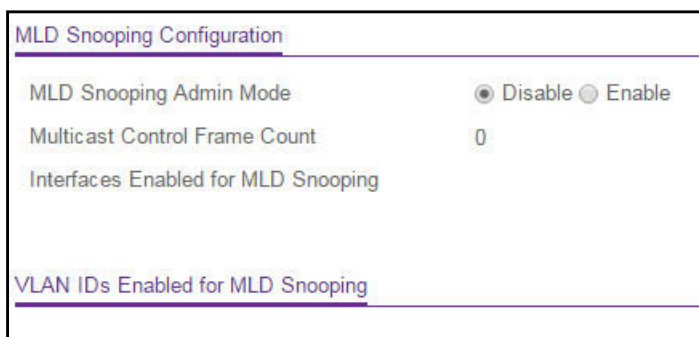 MLD Snooping Configuration
MLD Snooping Admin Mode Disable Enable
Multicast Control Frame Count 0
Interfaces Enabled for MLD Snooping
VLAN IDs Enabled for MLD Snooping